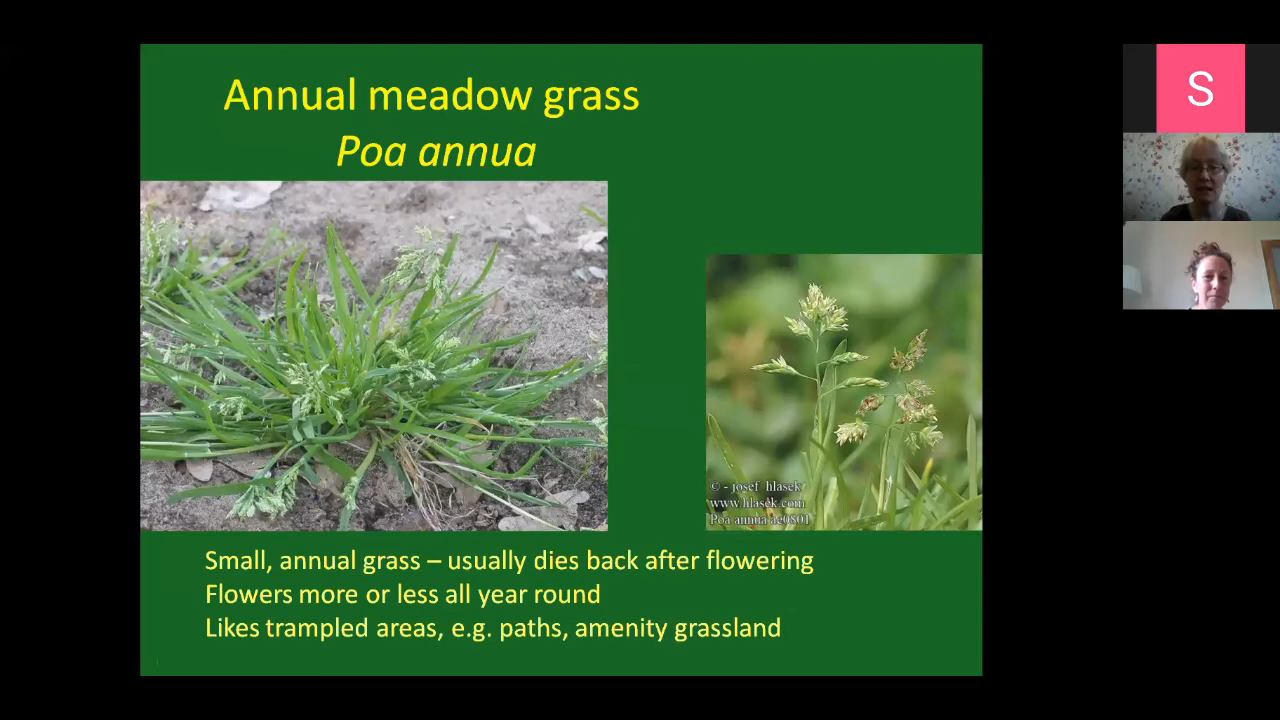 Annual meadow grass
Poa annua
S
© - josef hlasek
www.hlasek.com
Poa annua ae0801
Small, annual grass – usually dies back after flowering
Flowers more or less all year round
Likes trampled areas, e.g. paths, amenity grassland